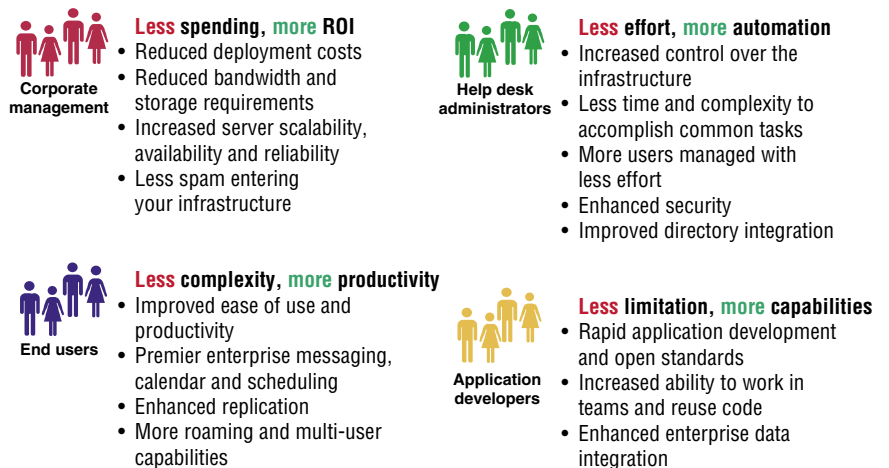 Less spending, more ROI
• Reduced deployment costs
• Reduced bandwidth and
storage requirements
• Increased server scalability,
availability and reliability
• Less spam entering
your infrastructure
Corporate
management
Less effort, more automation
• Increased control over the
infrastructure
• Less time and complexity to
accomplish common tasks
• More users managed with
less effort
• Enhanced security
• Improved directory integration
Help desk
administrators
Less complexity, more productivity
• Improved ease of use and
productivity
• Premier enterprise messaging,
calendar and scheduling
• Enhanced replication
• More roaming and multi-user
capabilities
End users
Less limitation, more capabilities
• Rapid application development
and open standards
• Increased ability to work in
teams and reuse code
• Enhanced enterprise data
integration
Application
developers